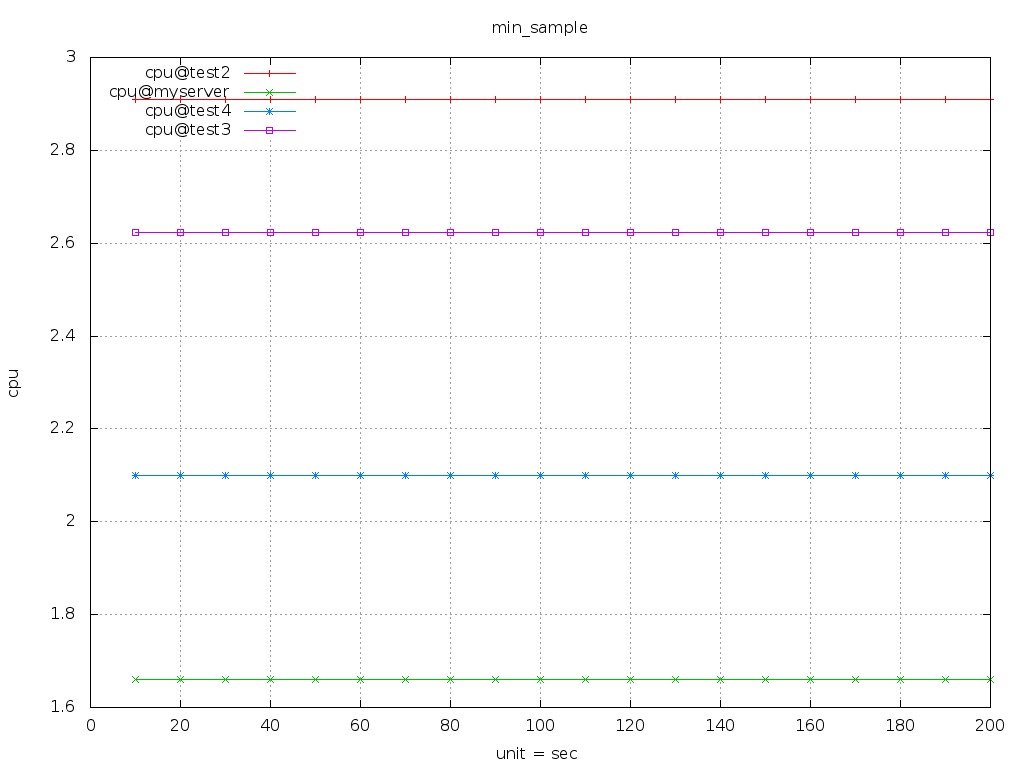 min_sample
3
cpu@test2
cpu@myserver
cpu@test4
cpu@test3
2.8
2.6
2.4
cpu
2.2
2
1.8
1.6
0 20 40 60 80 100 120 140 160 180 200
unit = sec